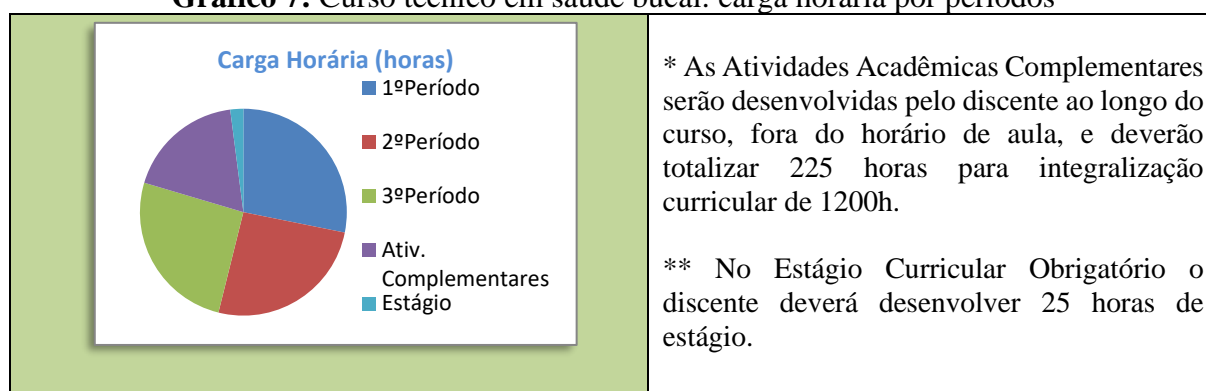 Gráfico 7: Curso técnico em saúde bucal: carga horária por períodos
Carga Horária (horas)
1ºPeríodo
2ºPeríodo
3ºPeríodo
Ativ.
Complementares
Estágio
* As Atividades Acadêmicas Complementares
serão desenvolvidas pelo discente ao longo do
curso, fora do horário de aula, e deverão
totalizar 225 horas para integralização
curricular de 1200h.
** No Estágio Curricular Obrigatório o
discente deverá desenvolver 25 horas de
estágio.